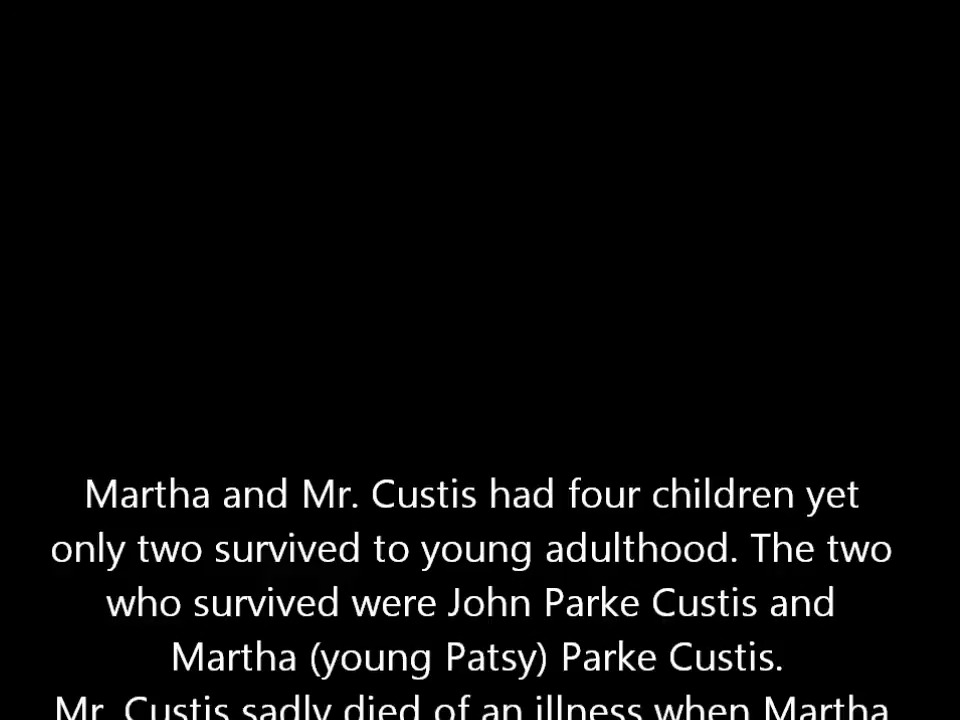 Martha and Mr. Custis had four children yet
only two survived to young adulthood. The two
who survived were John Parke Custis and
Martha (young Patsy) Parke Custis.
Mr. Custis sadly died of an illness when Martha